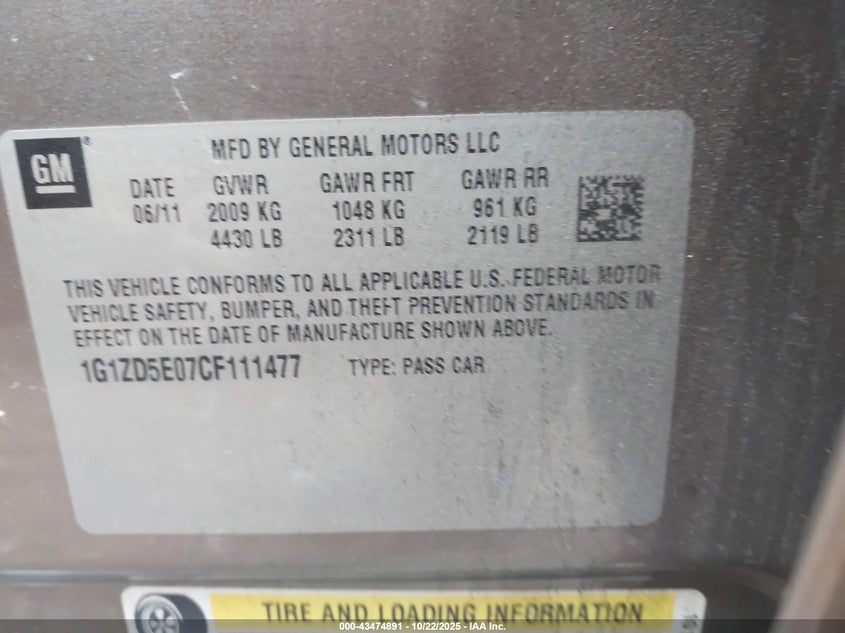 GM
®
MFD BY GENERAL MOTORS LLC
DATE GVWR GAWR FRT GAWR RR
06/11 2009 KG 1048 KG 961 KG
4430 LB 2311 LB 2119 LB
THIS VEHICLE CONFORMS TO ALL APPLICABLE U.S. FEDERAL MOTOR
VEHICLE SAFETY, BUMPER, AND THEFT PREVENTION STANDARDS IN
EFFECT ON THE DATE OF MANUFACTURE SHOWN ABOVE.
1G1ZD5E07CF111477 TYPE: PASS CAR
TIRE AND LOADING INFORMATION
000-43474891 - 10/22/2025 - IAA Inc.